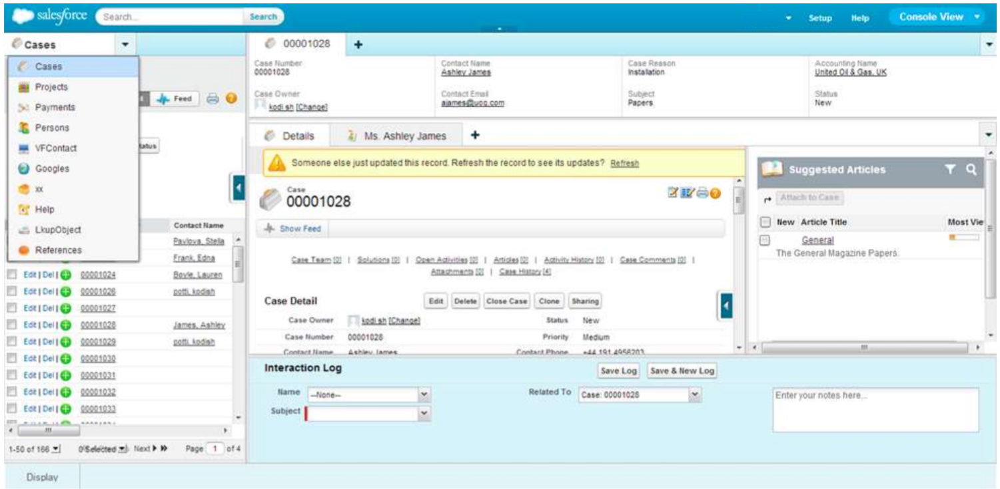 salesforce Search... Search Setup Help Console View
Cases 00001028
Cases
Projects
Payments
Persons
VFContact
Googles
xx
Help
LkupObject
References
Feed
Case Number Contact Name Case Reason Accounting Name
00001028 Ashley James Installation United Oil & Gas, UK
Case Owner Contact Email Subject Status
kodi sh [Change] ajames@uog.com Papers New
Details Ms. Ashley James
Someone else just updated this record. Refresh the record to see its updates? Refresh
Case
00001028
Show Feed
Case Team [0] | Solutions [0] | Open Activities [0] | Articles [0] | Activity History [0] | Case Comments [0] |
Attachments [0] | Case History [4]
Case Detail Edit Delete Close Case Clone Sharing
Case Owner kodi sh [Change] Status New
Case Number 00001028 Priority Medium
Contact Name Ashley James Contact Phone +44 191 4956203
Suggested Articles
Attach to Case
New Article Title Most Vie
General
The General Magazine Papers.
Contact Name
Pavlova, Stella
Frank, Edna
Edit | Del | 00001024 Boyle, Lauren
Edit | Del | 00001026 potti, kodish
Edit | Del | 00001027
Edit | Del | 00001028 James, Ashley
Edit | Del | 00001029 potti, kodish
Edit | Del | 00001030
Edit | Del | 00001031
Edit | Del | 00001032
Edit | Del | 00001033
1-50 of 166 0 Selected Next Page 1 of 4
Interaction Log Save Log Save & New Log
Name --None-- Related To Case: 00001028 Enter your notes here...
Subject
Display